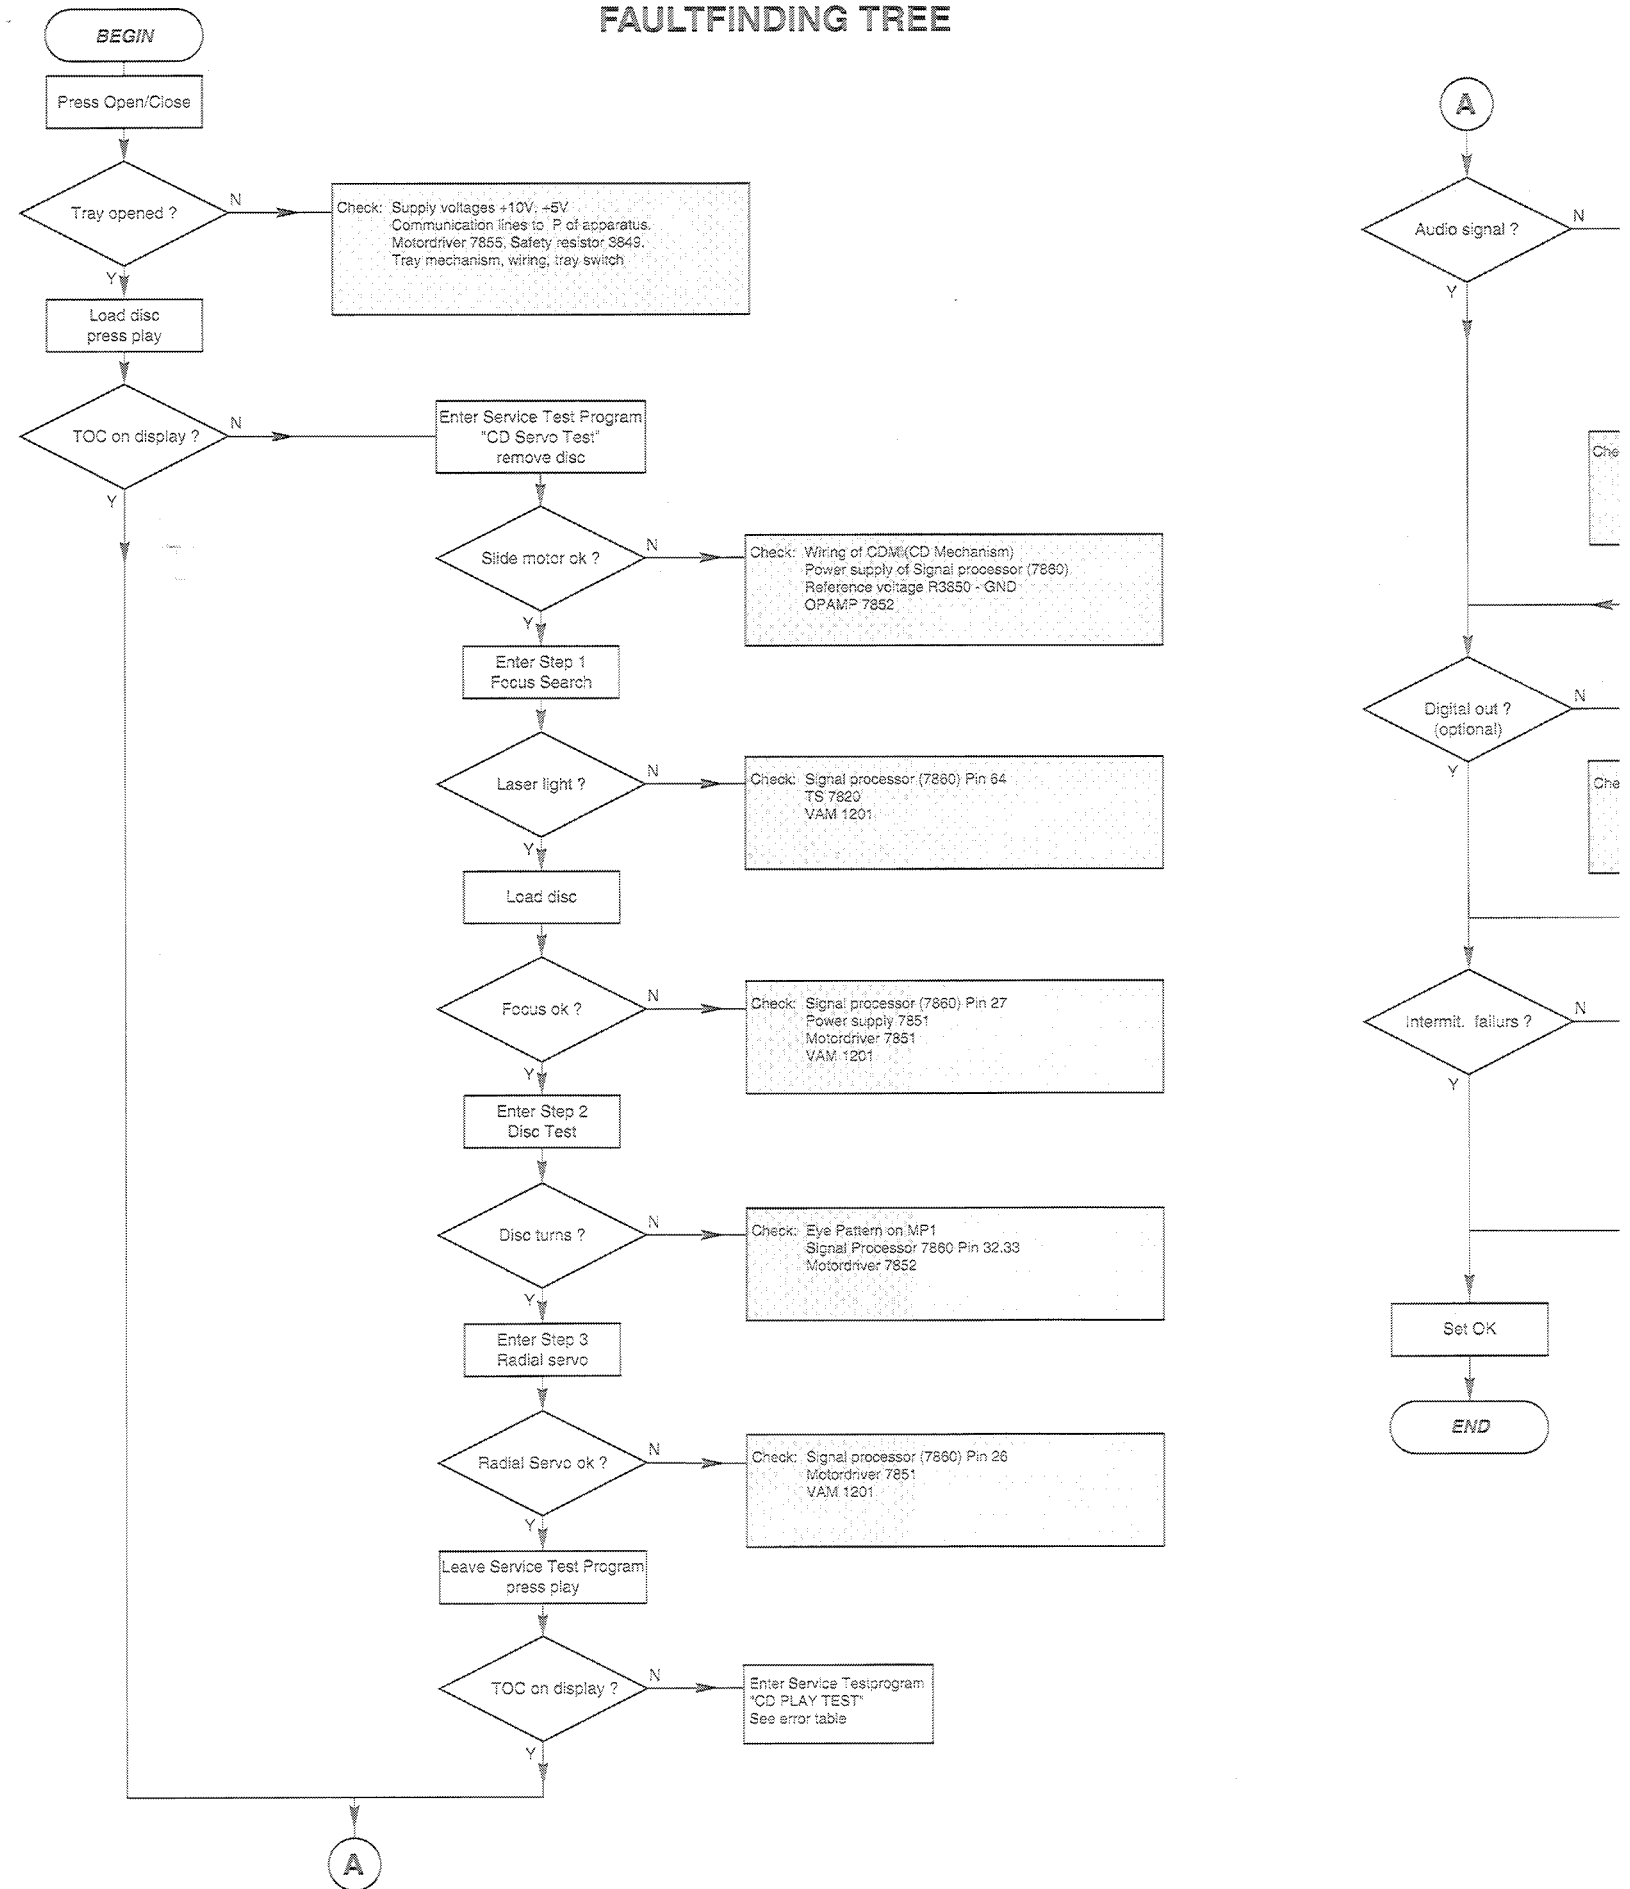 FAULTFINDING TREE
BEGIN
Press Open/Close
Tray opened ?
N
Check: Supply voltages +10V, +5V
Communication lines to P of apparatus.
Motordriver 7855, Safety resistor 3849.
Tray mechanism, wiring, tray switch
Y
Load disc
press play
TOC on display ?
N
Y
Enter Service Test Program
"CD Servo Test"
remove disc
Slide motor ok ?
N
Check: Wiring of CDM (CD Mechanism)
Power supply of Signal processor (7860)
Reference voltage R3850 - GND
OPAMP 7852
Y
Enter Step 1
Focus Search
Laser light ?
N
Check: Signal processor (7860) Pin 64
TS 7820
VAM 1201
Y
Load disc
Focus ok ?
N
Check: Signal processor (7860) Pin 27
Power supply 7851
Motordriver 7851
VAM 1201
Y
Enter Step 2
Disc Test
Disc turns ?
N
Check: Eye Pattern on MP1
Signal Processor 7860 Pin 32.33
Motordriver 7852
Y
Enter Step 3
Radial servo
Radial Servo ok ?
N
Check: Signal processor (7860) Pin 26
Motordriver 7851
VAM 1201
Y
Leave Service Test Program
press play
TOC on display ?
N
Enter Service Testprogram
"CD PLAY TEST"
See error table
Y
A
A
Audio signal ?
N
Y
Che
Digital out ?
(optional)
N
Y
Che
Intermit. failurs ?
N
Y
Set OK
END